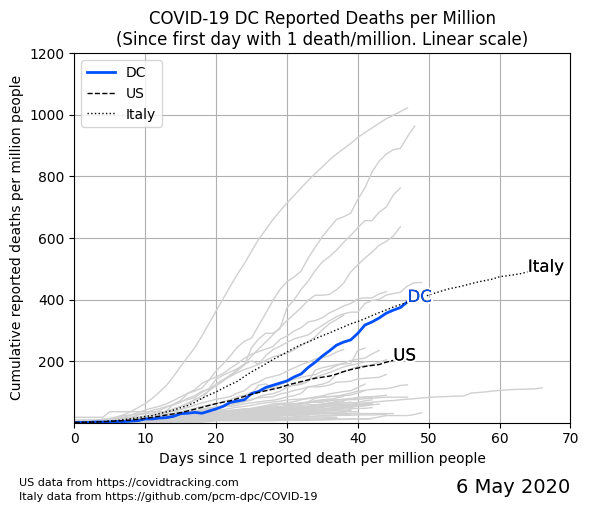 COVID-19 DC Reported Deaths per Million
(Since first day with 1 death/million. Linear scale)
Cumulative reported deaths per million people
1200
1000
800
600
400
200
DC
US
Italy
Italy
DC
US
0 10 20 30 40 50 60 70
Days since 1 reported death per million people
US data from https://covidtracking.com
Italy data from https://github.com/pcm-dpc/COVID-19
6 May 2020